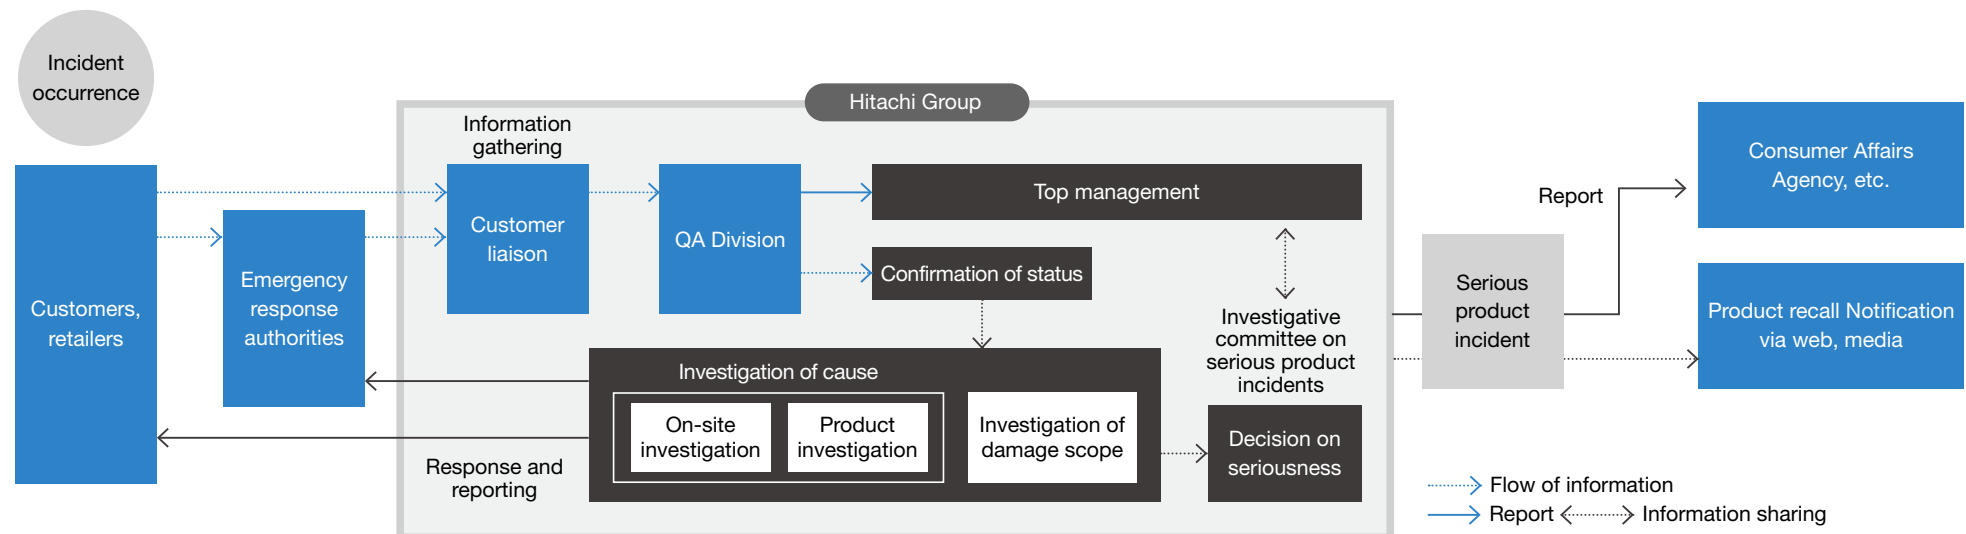 Incident
occurrence
Hitachi Group
Information
gathering
Customers,
retailers
Emergency
response
authorities
Customer
liaison
QA Division
Top management
Confirmation of status
Investigative
committee on
serious product
incidents
Investigation of cause
On-site
investigation
Product
investigation
Investigation of
damage scope
Decision on
seriousness
Response and
reporting
Serious
product
incident
Report
Consumer Affairs
Agency, etc.
Product recall Notification
via web, media
Flow of information
Report
Information sharing